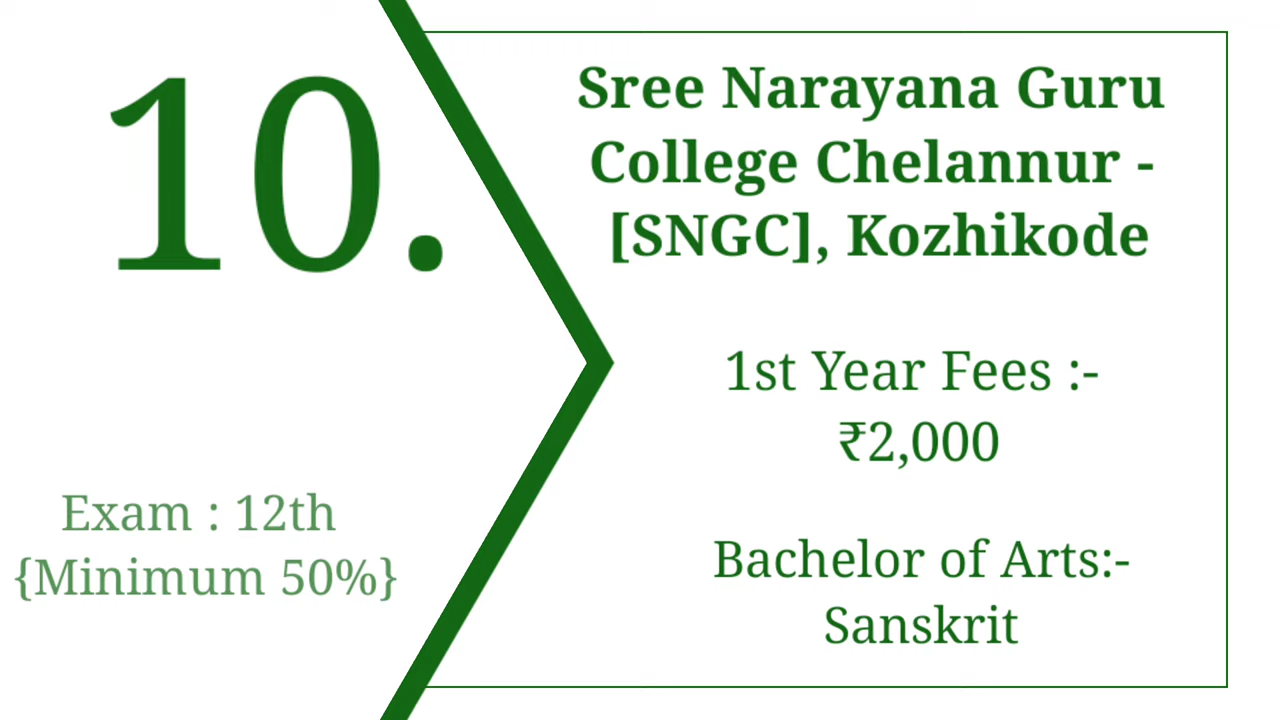 10.
Sree Narayana Guru
College Chelannur -
[SNGC], Kozhikode
1st Year Fees :-
₹2,000
Exam : 12th
{Minimum 50%}
Bachelor of Arts:-
Sanskrit